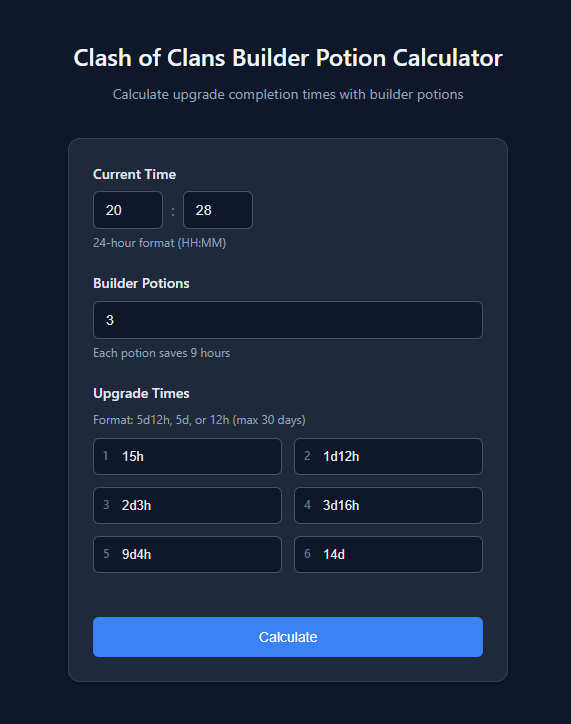 Clash of Clans Builder Potion Calculator
Calculate upgrade completion times with builder potions
Current Time
20 : 28
24-hour format (HH:MM)
Builder Potions
3
Each potion saves 9 hours
Upgrade Times
Format: 5d12h, 5d, or 12h (max 30 days)
1 15h 2 1d12h
3 2d3h 4 3d16h
5 9d4h 6 14d
Calculate